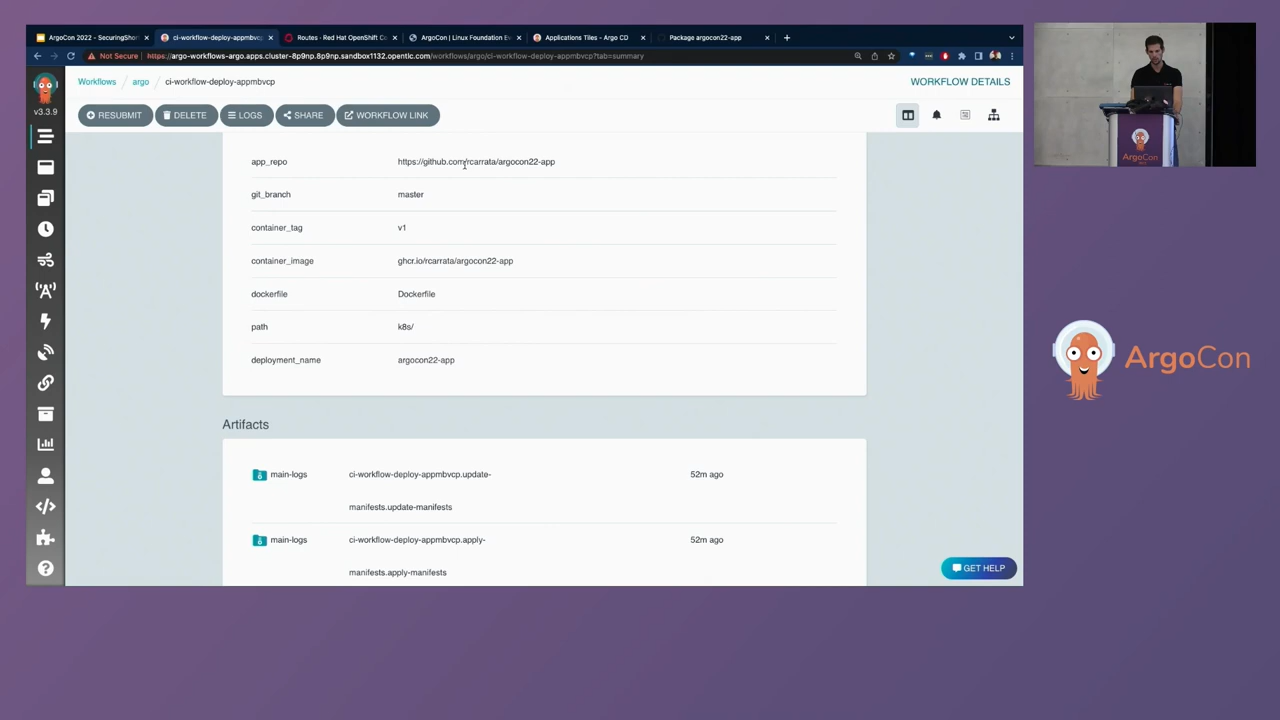 ArgoCon 2022 - SecuringShor
ci-workflow-deploy-appmbvcp
Routes - Red Hat OpenShift Co
ArgoCon | Linux Foundation Ev
Applications Tiles - Argo CD
Package argocon22-app
Not Secure
https://argo-workflows-argo.apps.cluster-8p9np.8p9np.sandbox1132.opentlc.com/workflows/argo/ci-workflow-deploy-appmbvcp?tab=summary
v3.3.9
Workflows / argo / ci-workflow-deploy-appmbvcp
WORKFLOW DETAILS
RESUBMIT
DELETE
LOGS
SHARE
WORKFLOW LINK
app_repo https://github.com/rcarrata/argocon22-app
git_branch master
container_tag v1
container_image ghcr.io/rcarrata/argocon22-app
dockerfile Dockerfile
path k8s/
deployment_name argocon22-app
Artifacts
main-logs ci-workflow-deploy-appmbvcp.update- 52m ago
manifests.update-manifests
main-logs ci-workflow-deploy-appmbvcp.apply- 52m ago
manifests.apply-manifests
GET HELP
ArgoCon
ArgoCon